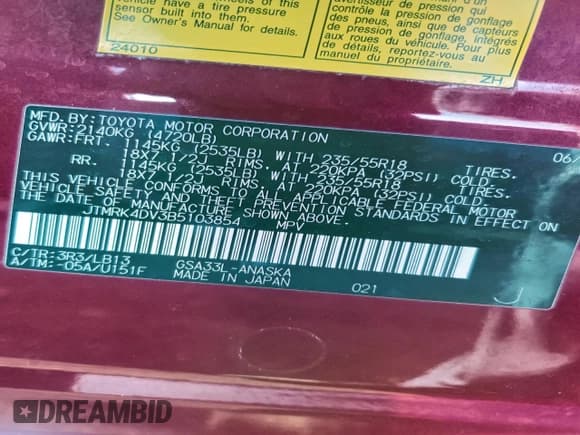 wheels of this
vehicle have a tire pressure
sensor built into them.
See Owner's Manual for details.
24010
avertisseur de pression de gonflage
des pneus, ainsi que de capteurs
de pression de gonflage, intégrés
aux roues du véhicule. Pour plus
de détails, reportez-vous au
manuel du propriétaire.
ZH
MFD. BY: TOYOTA MOTOR CORPORATION 06/
GVWR: 2140KG (4720LB)
GAWR: FRT. 1145KG (2535LB) WITH 235/55R18 TIRES,
18X7 1/2J RIMS, AT 220KPA (32PSI) COLD.
RR. 1145KG (2535LB) WITH 235/55R18 TIRES,
18X7 1/2J RIMS, AT 220KPA (32PSI) COLD.
THIS VEHICLE CONFORMS TO ALL APPLICABLE FEDERAL MOTOR
VEHICLE SAFETY AND THEFT PREVENTION STANDARDS IN EFFECT ON
THE DATE OF MANUFACTURE SHOWN ABOVE.
JTMRK4DV3B5103854 MPV
C/TR: 3R3/LB13 GSA33L-ANASKA
A/TM: -05A/U151F MADE IN JAPAN 021
J
DREAMBID